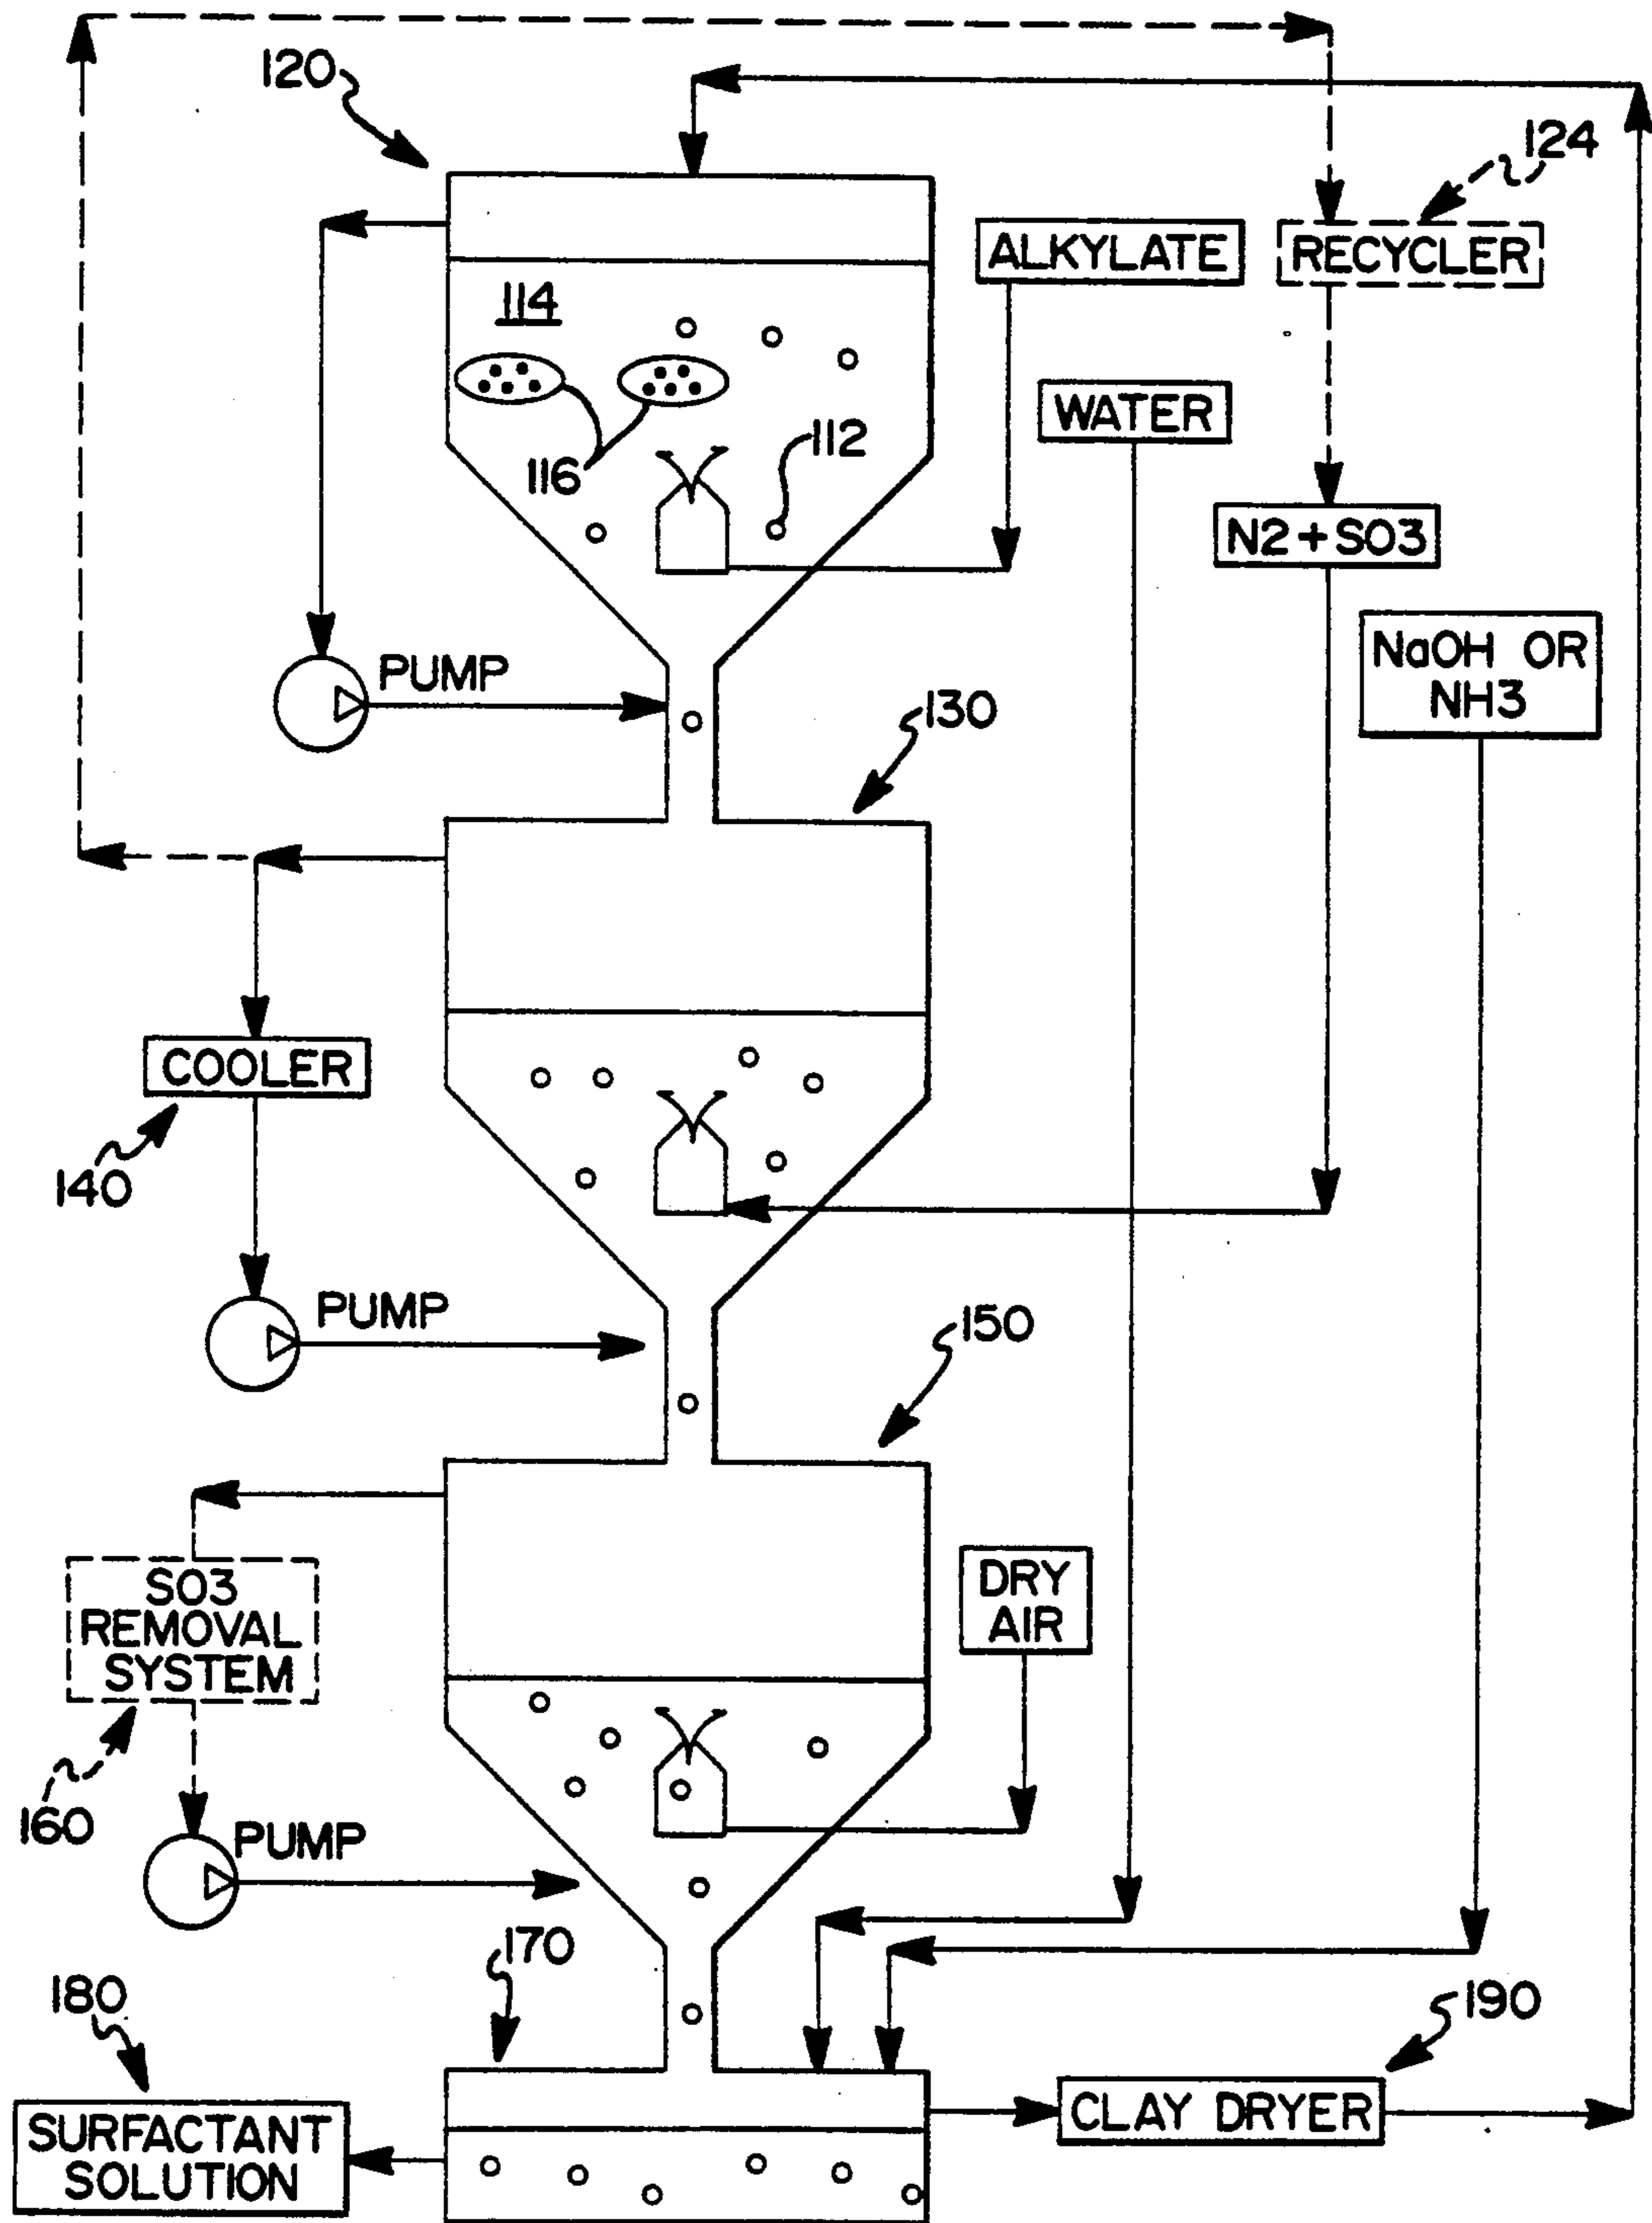 120
124
ALKYLATE
RECYCLER
114
WATER
112
116
N2+SO3
NaOH OR
NH3
PUMP
130
COOLER
140
PUMP
150
DRY
AIR
SO3
REMOVAL
SYSTEM
160
PUMP
170
180
190
SURFACTANT
SOLUTION
CLAY DRYER